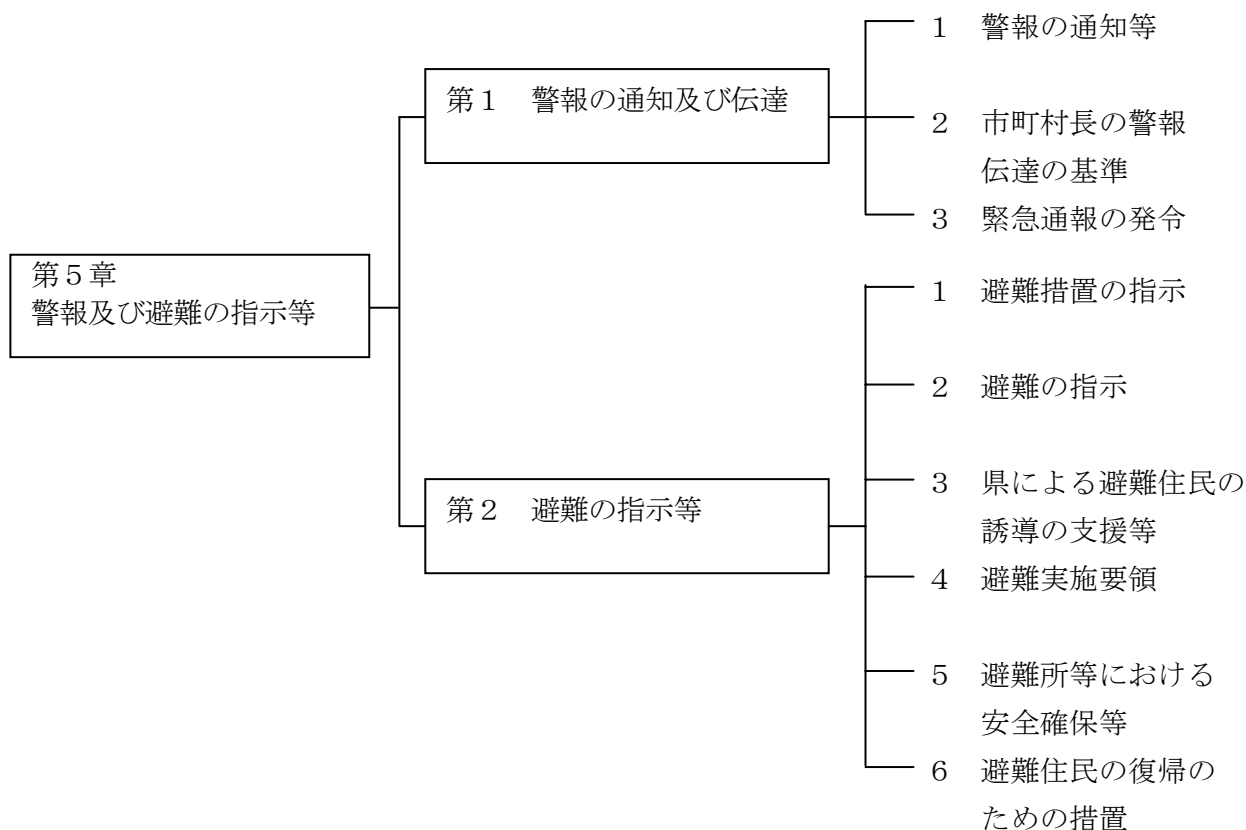 第５章
警報及び避難の指示等
第１　警報の通知及び伝達
１　警報の通知等
２　市町村長の警報
伝達の基準
３　緊急通報の発令
第２　避難の指示等
１　避難措置の指示
２　避難の指示
３　県による避難住民の
誘導の支援等
４　避難実施要領
５　避難所等における
安全確保等
６　避難住民の復帰の
ための措置